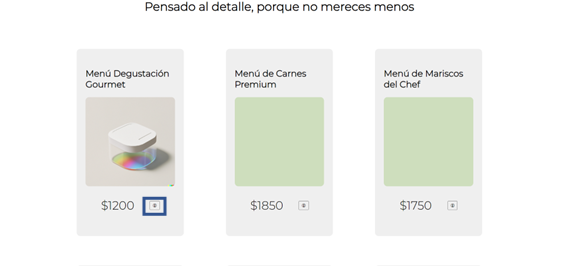 Pensado al detalle, porque no mereces menos
Menú Degustación
Gourmet
Menú de Carnes
Premium
Menú de Mariscos
del Chef
$1200
$1850
$1750